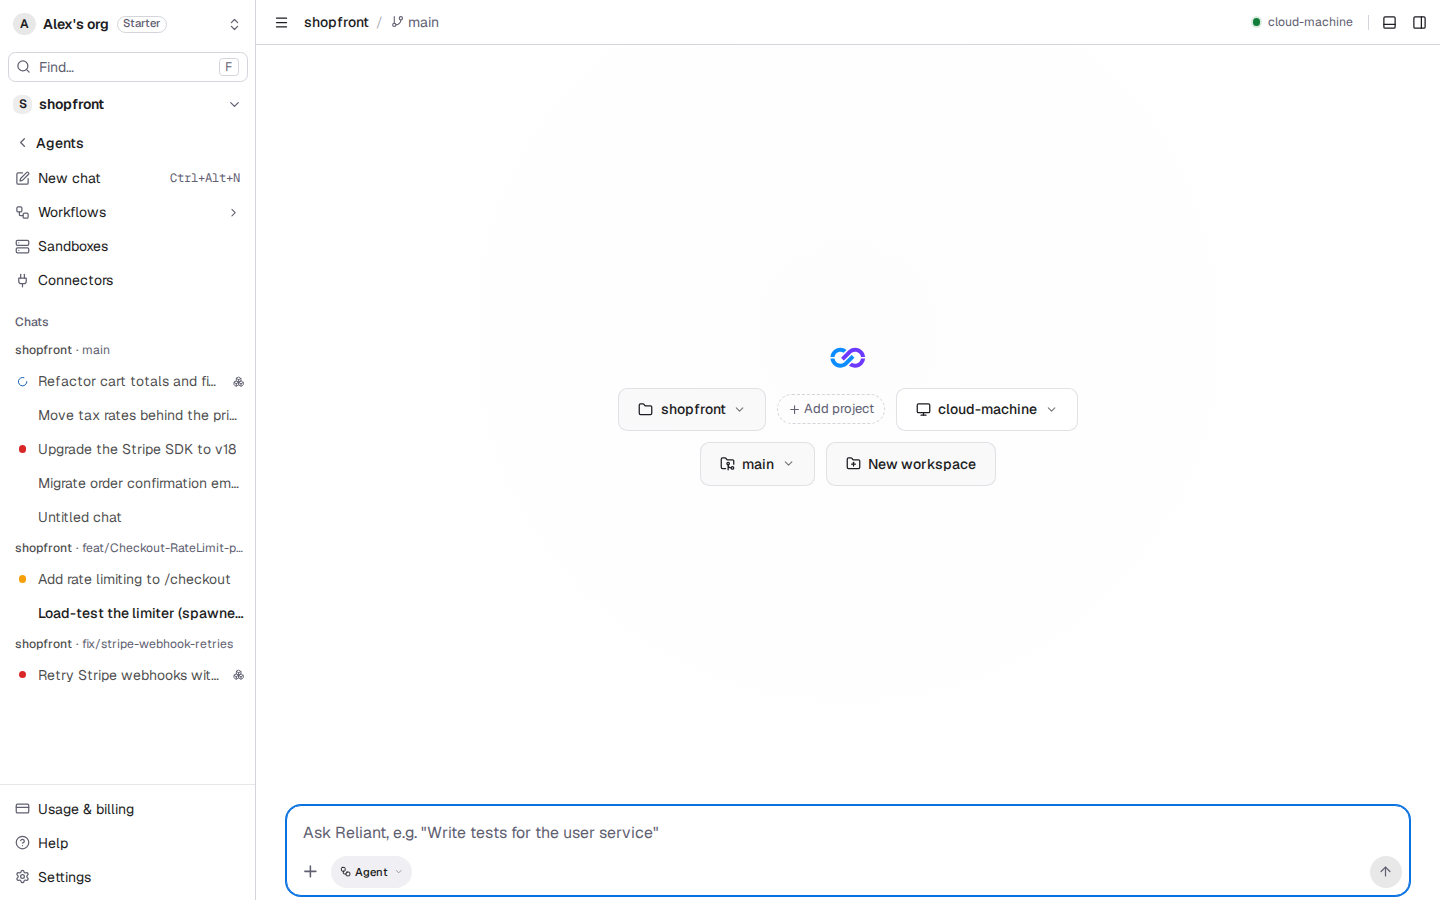 A Alex's org Starter
Find... F
S shopfront
Agents
New chat Ctrl+Alt+N
Workflows
Sandboxes
Connectors
Chats
shopfront · main
Refactor cart totals and fi...
Move tax rates behind the pri...
Upgrade the Stripe SDK to v18
Migrate order confirmation em...
Untitled chat
shopfront · feat/Checkout-RateLimit-p...
Add rate limiting to /checkout
Load-test the limiter (spawne...
shopfront · fix/stripe-webhook-retries
Retry Stripe webhooks wit...
Usage & billing
Help
Settings
shopfront / main
cloud-machine
shopfront
Add project
cloud-machine
main
New workspace
Ask Reliant, e.g. "Write tests for the user service"
Agent